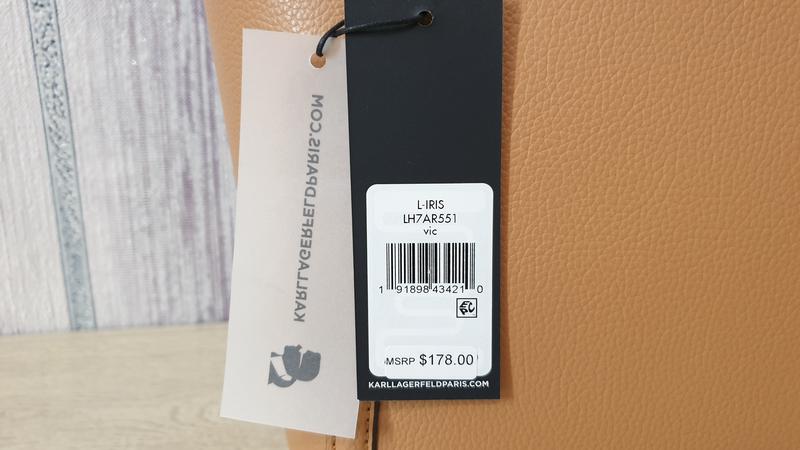 KARLLAGERFELDPARIS.COM
L-IRIS
LH7AR551
vic
1 91898 43421 0
MSRP $178.00
KARLLAGERFELDPARIS.COM